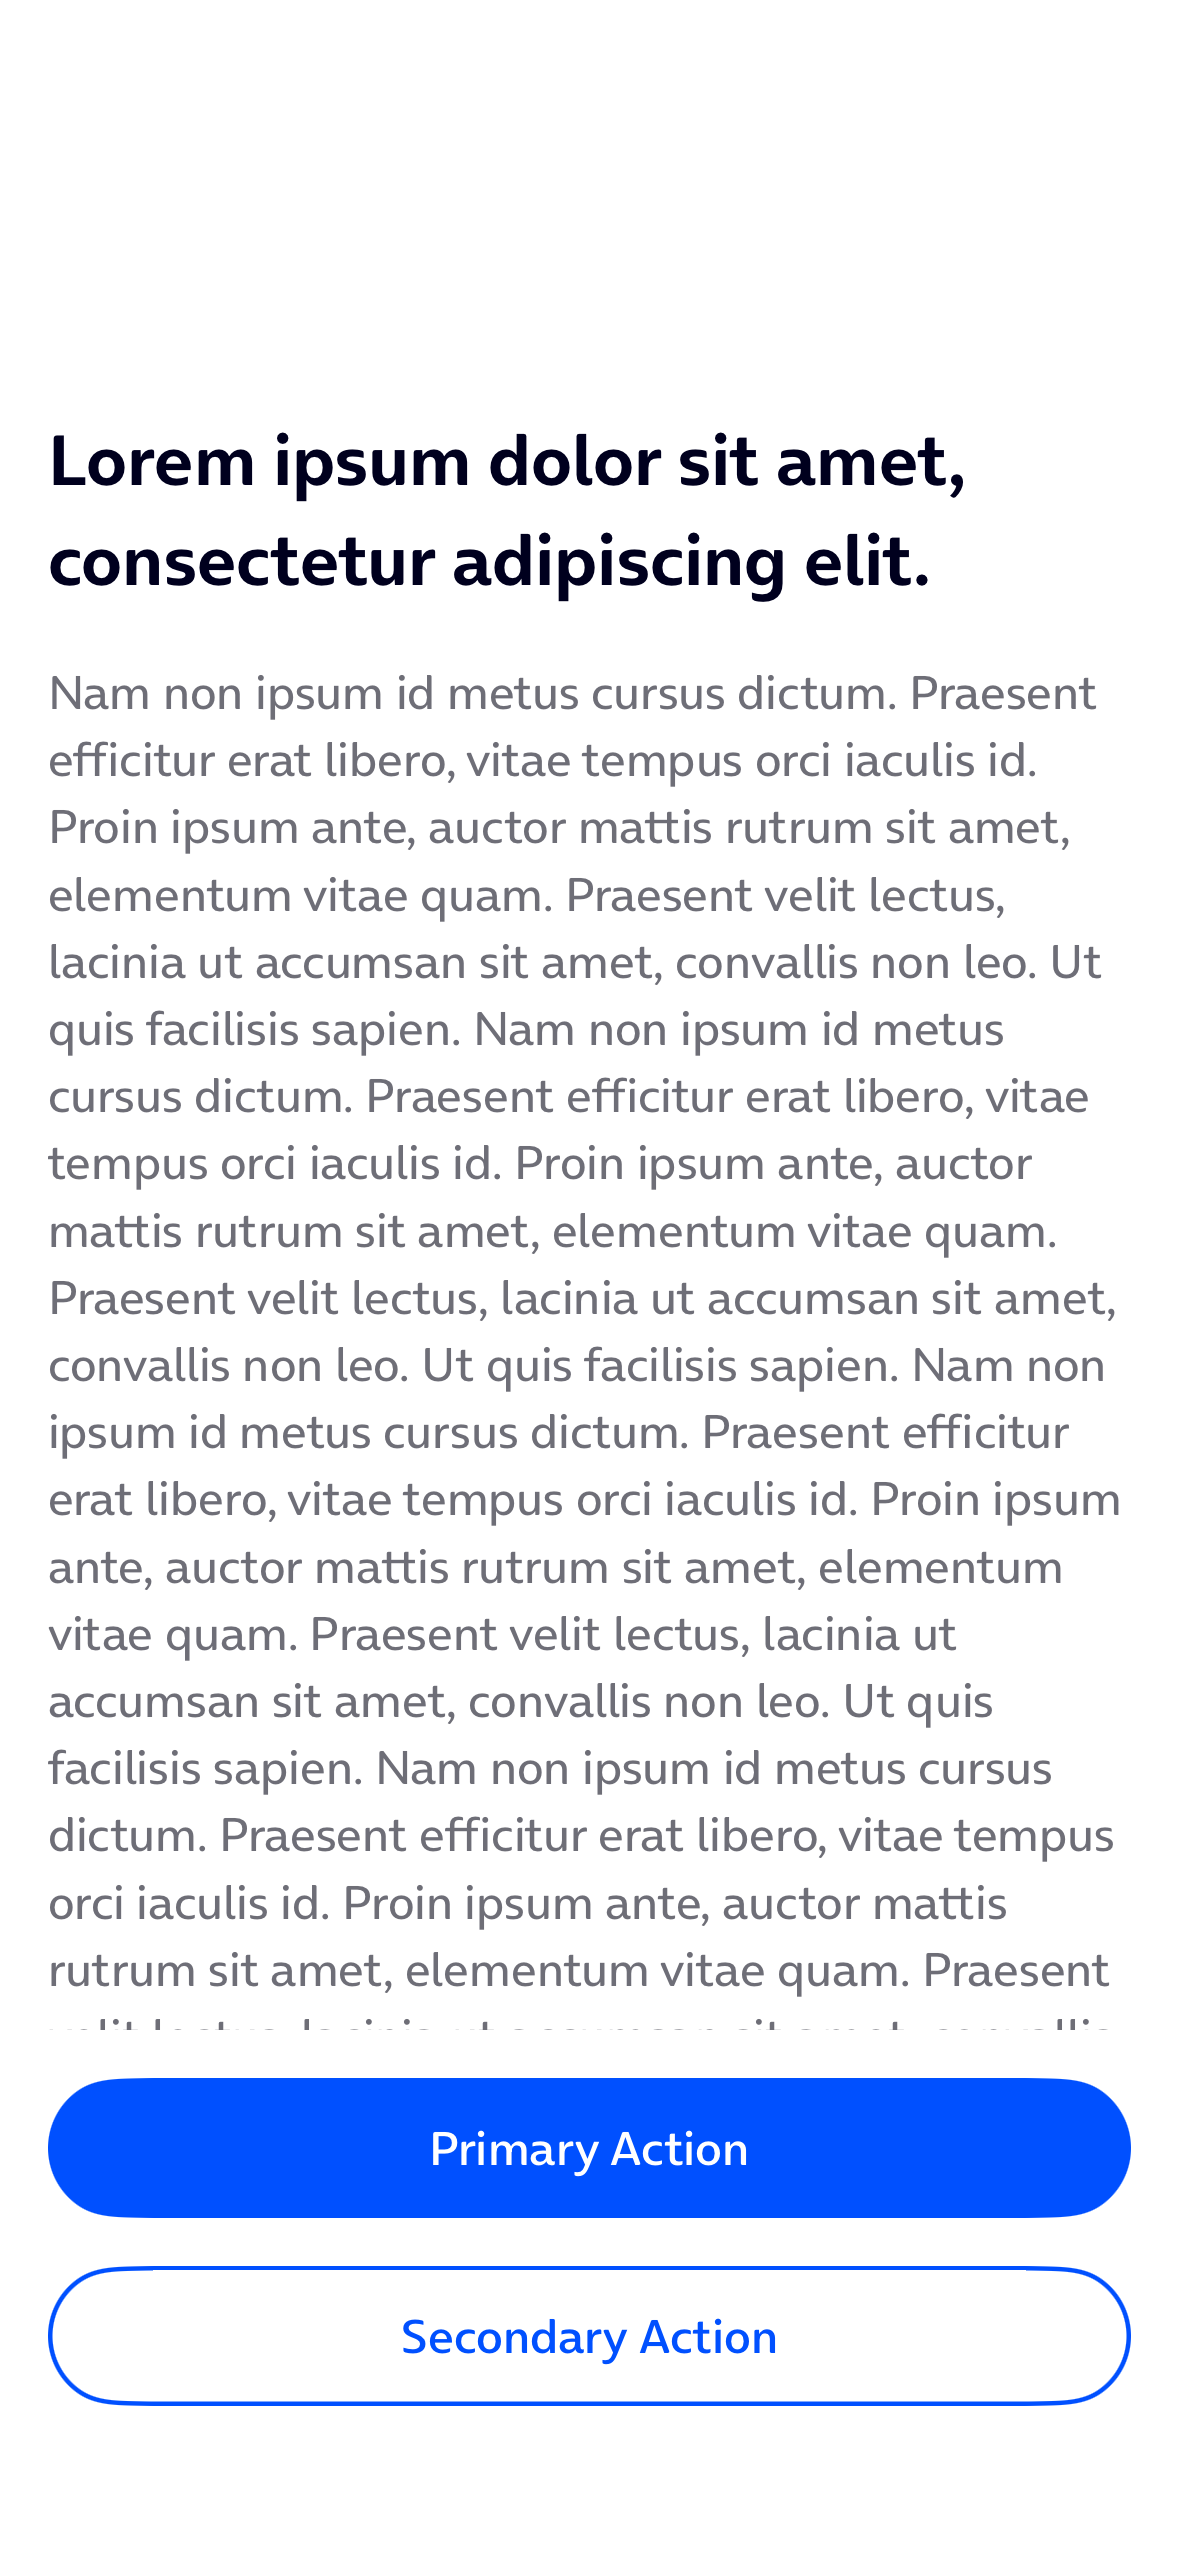 Lorem ipsum dolor sit amet,
consectetur adipiscing elit.
Nam non ipsum id metus cursus dictum. Praesent
efficitur erat libero, vitae tempus orci iaculis id.
Proin ipsum ante, auctor mattis rutrum sit amet,
elementum vitae quam. Praesent velit lectus,
lacinia ut accumsan sit amet, convallis non leo. Ut
quis facilisis sapien. Nam non ipsum id metus
cursus dictum. Praesent efficitur erat libero, vitae
tempus orci iaculis id. Proin ipsum ante, auctor
mattis rutrum sit amet, elementum vitae quam.
Praesent velit lectus, lacinia ut accumsan sit amet,
convallis non leo. Ut quis facilisis sapien. Nam non
ipsum id metus cursus dictum. Praesent efficitur
erat libero, vitae tempus orci iaculis id. Proin ipsum
ante, auctor mattis rutrum sit amet, elementum
vitae quam. Praesent velit lectus, lacinia ut
accumsan sit amet, convallis non leo. Ut quis
facilisis sapien. Nam non ipsum id metus cursus
dictum. Praesent efficitur erat libero, vitae tempus
orci iaculis id. Proin ipsum ante, auctor mattis
rutrum sit amet, elementum vitae quam. Praesent
Primary Action
Secondary Action